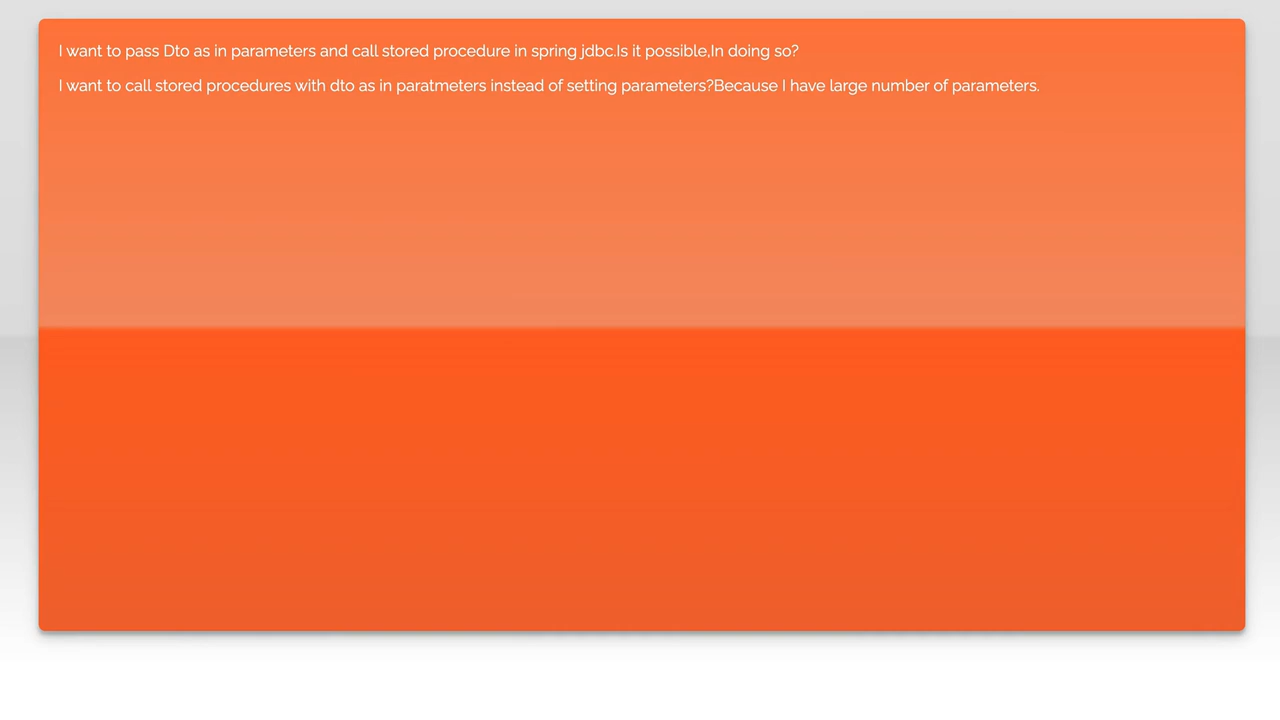 I want to pass Dto as in parameters and call stored procedure in spring jdbc.Is it possible,In doing so?
I want to call stored procedures with dto as in paratmeters instead of setting parameters?Because I have large number of parameters.